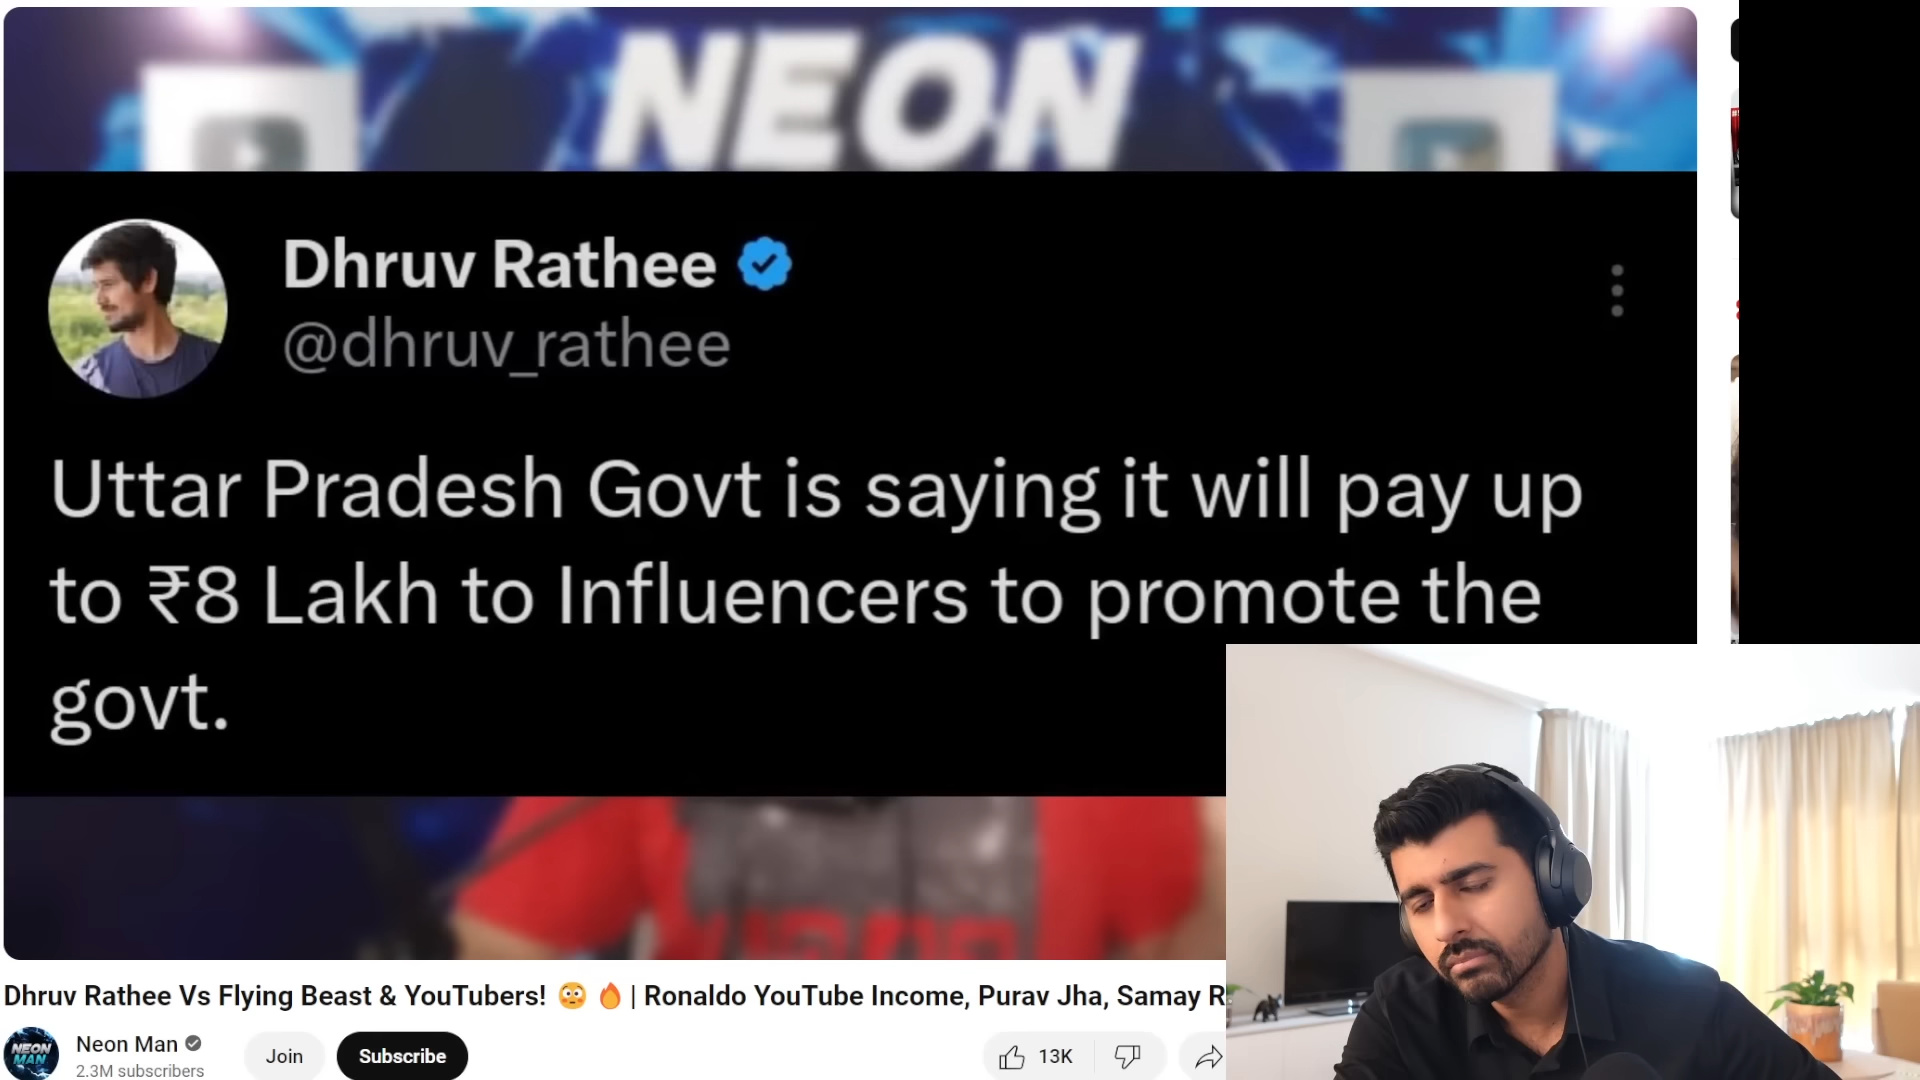 NEON
Dhruv Rathee
@dhruv_rathee
Uttar Pradesh Govt is saying it will pay up
to ₹8 Lakh to Influencers to promote the
govt.
Dhruv Rathee Vs Flying Beast & YouTubers! 😳 🔥 | Ronaldo YouTube Income, Purav Jha, Samay R
NEON
MAN
Neon Man
2.3M subscribers
Join
Subscribe
13K